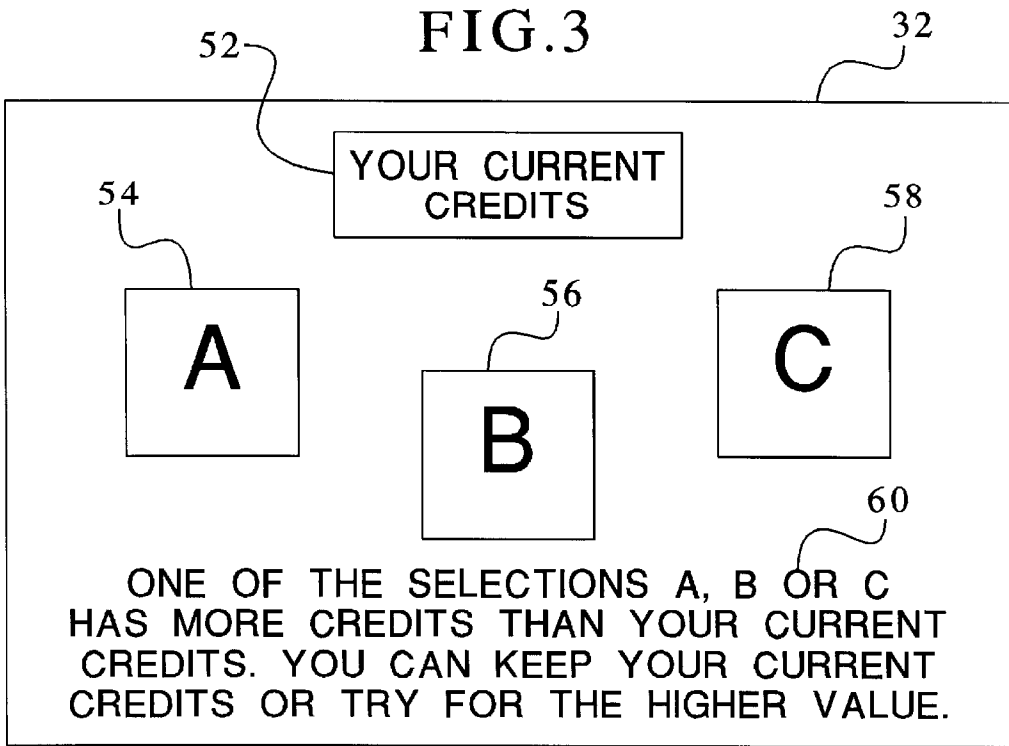 FIG.3
52
32
YOUR CURRENT
CREDITS
54
58
56
A
B
C
60
ONE OF THE SELECTIONS A, B OR C
HAS MORE CREDITS THAN YOUR CURRENT
CREDITS. YOU CAN KEEP YOUR CURRENT
CREDITS OR TRY FOR THE HIGHER VALUE.